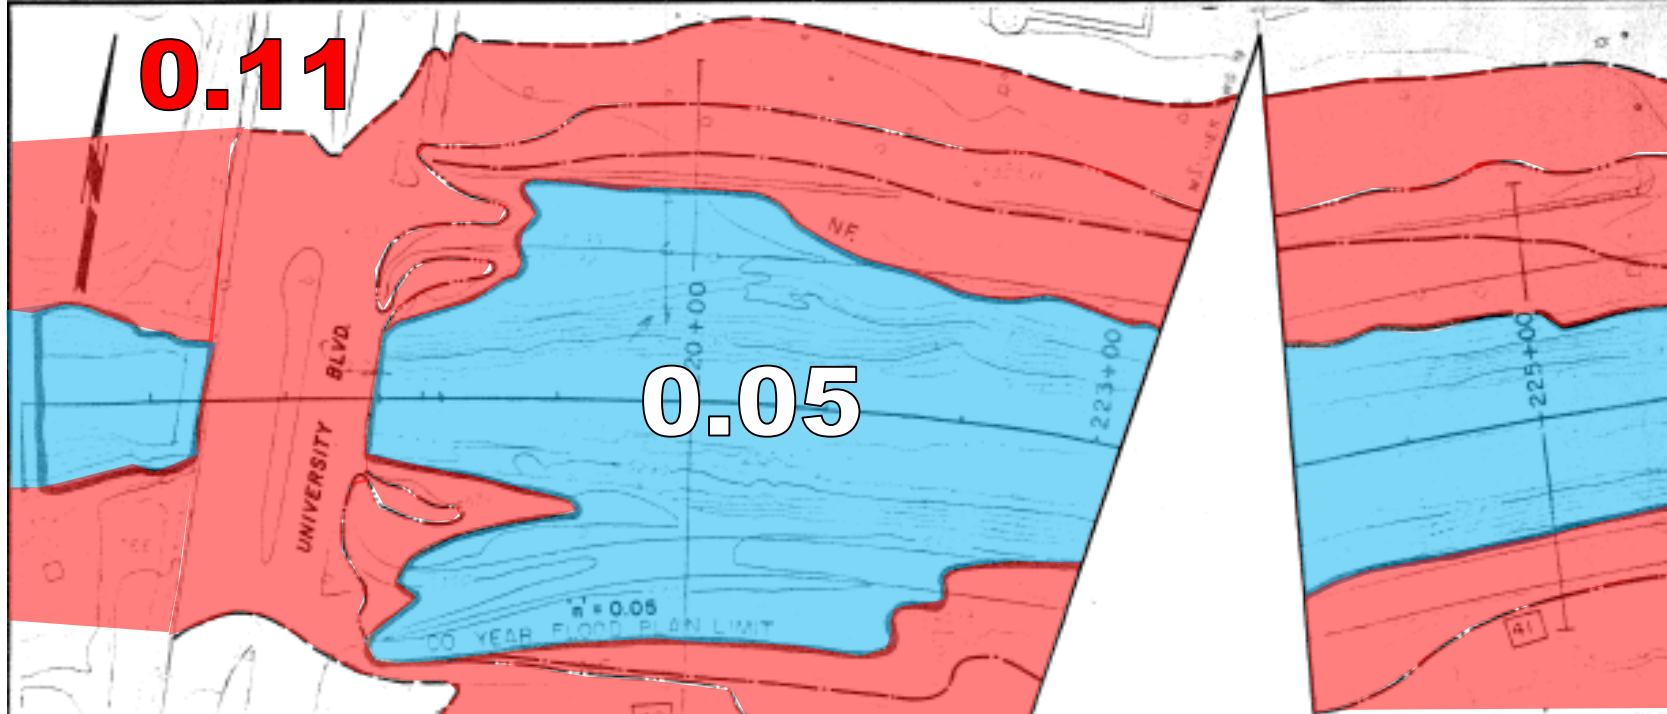 0.11
NF.
20+00
BLVD.
UNIVERSITY
0.05
223+00
225+00
'n' = 0.05
00 YEAR FLOOD PLAIN LIMIT
41